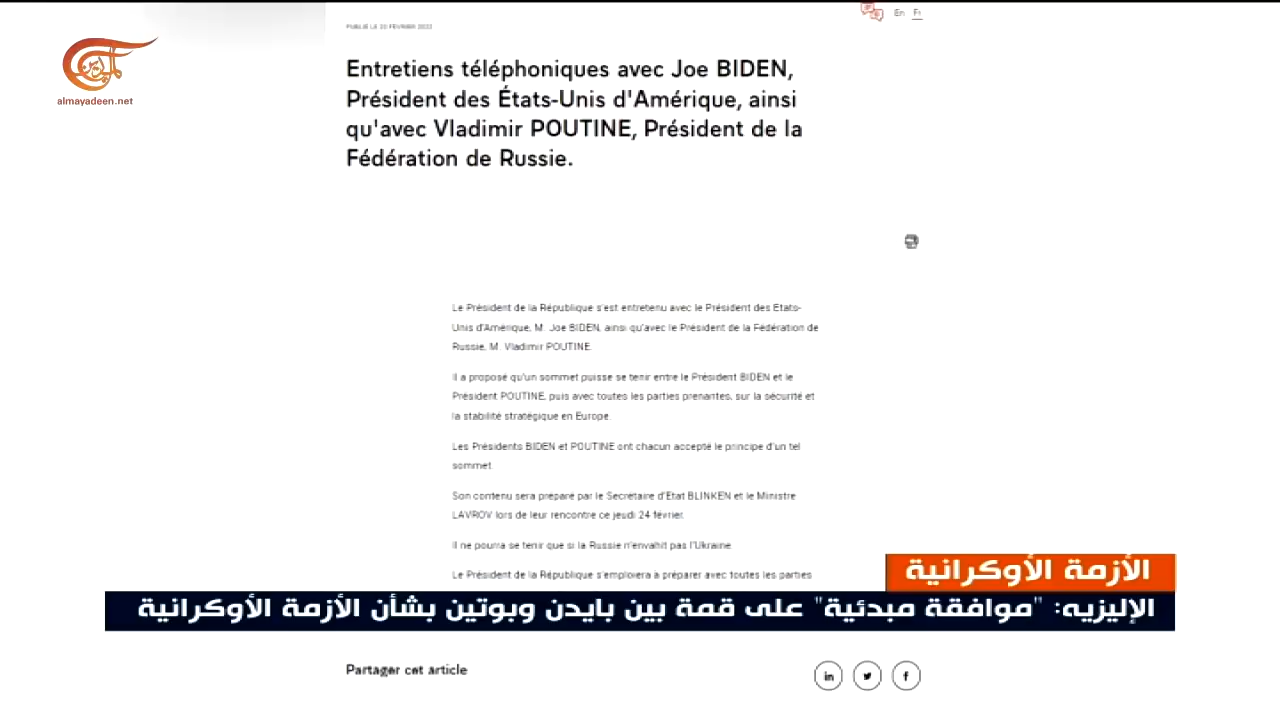 En Fr
PUBLIÉ LE 20 FÉVRIER 2022
almayadeen.net
Entretiens téléphoniques avec Joe BIDEN,
Président des États-Unis d'Amérique, ainsi
qu'avec Vladimir POUTINE, Président de la
Fédération de Russie.
Le Président de la République s'est entretenu avec le Président des Etats-
Unis d'Amérique, M. Joe BIDEN, ainsi qu'avec le Président de la Fédération de
Russie, M. Vladimir POUTINE.
Il a proposé qu'un sommet puisse se tenir entre le Président BIDEN et le
Président POUTINE, puis avec toutes les parties prenantes, sur la sécurité et
la stabilité stratégique en Europe.
Les Présidents BIDEN et POUTINE ont chacun accepté le principe d'un tel
sommet.
Son contenu sera préparé par le Secrétaire d'Etat BLINKEN et le Ministre
LAVROV lors de leur rencontre ce jeudi 24 février.
Il ne pourra se tenir que si la Russie n'envahit pas l'Ukraine.
Le Président de la République s'emploiera à préparer avec toutes les parties
الأزمة الأوكرانية
الإليزيه: "موافقة مبدئية" على قمة بين بايدن وبوتين بشأن الأزمة الأوكرانية
Partager cet article